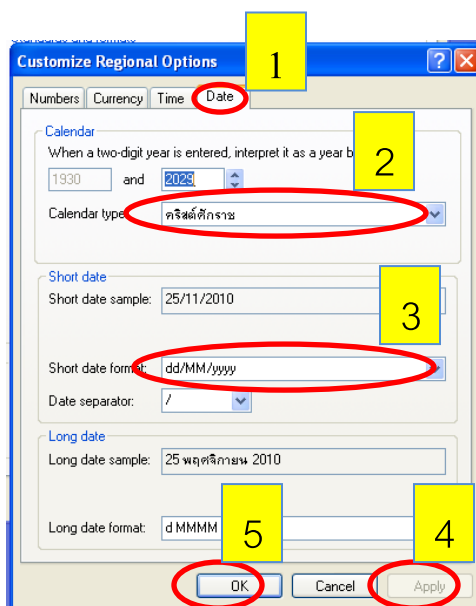 Customize Regional Options
1
Numbers Currency Time Date
Calendar
When a two-digit year is entered, interpret it as a year b
2
1930 and 2029
Calendar type: คริสต์ศักราช
Short date
Short date sample: 25/11/2010
3
Short date format: dd/MM/yyyy
Date separator: /
Long date
Long date sample: 25 พฤศจิกายน 2010
Long date format: d MMMM
5
4
OK Cancel Apply